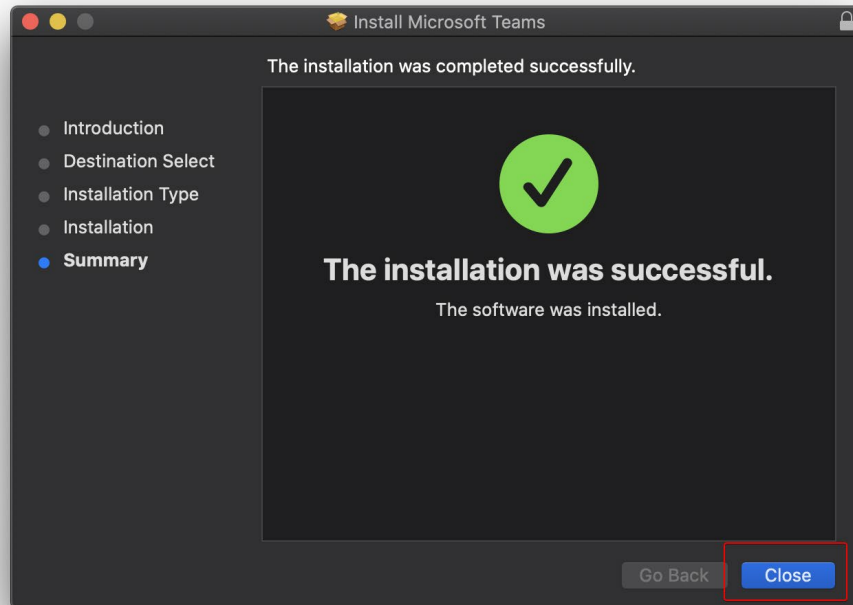 Install Microsoft Teams
The installation was completed successfully.
Introduction
Destination Select
Installation Type
Installation
Summary
The installation was successful.
The software was installed.
Go Back
Close